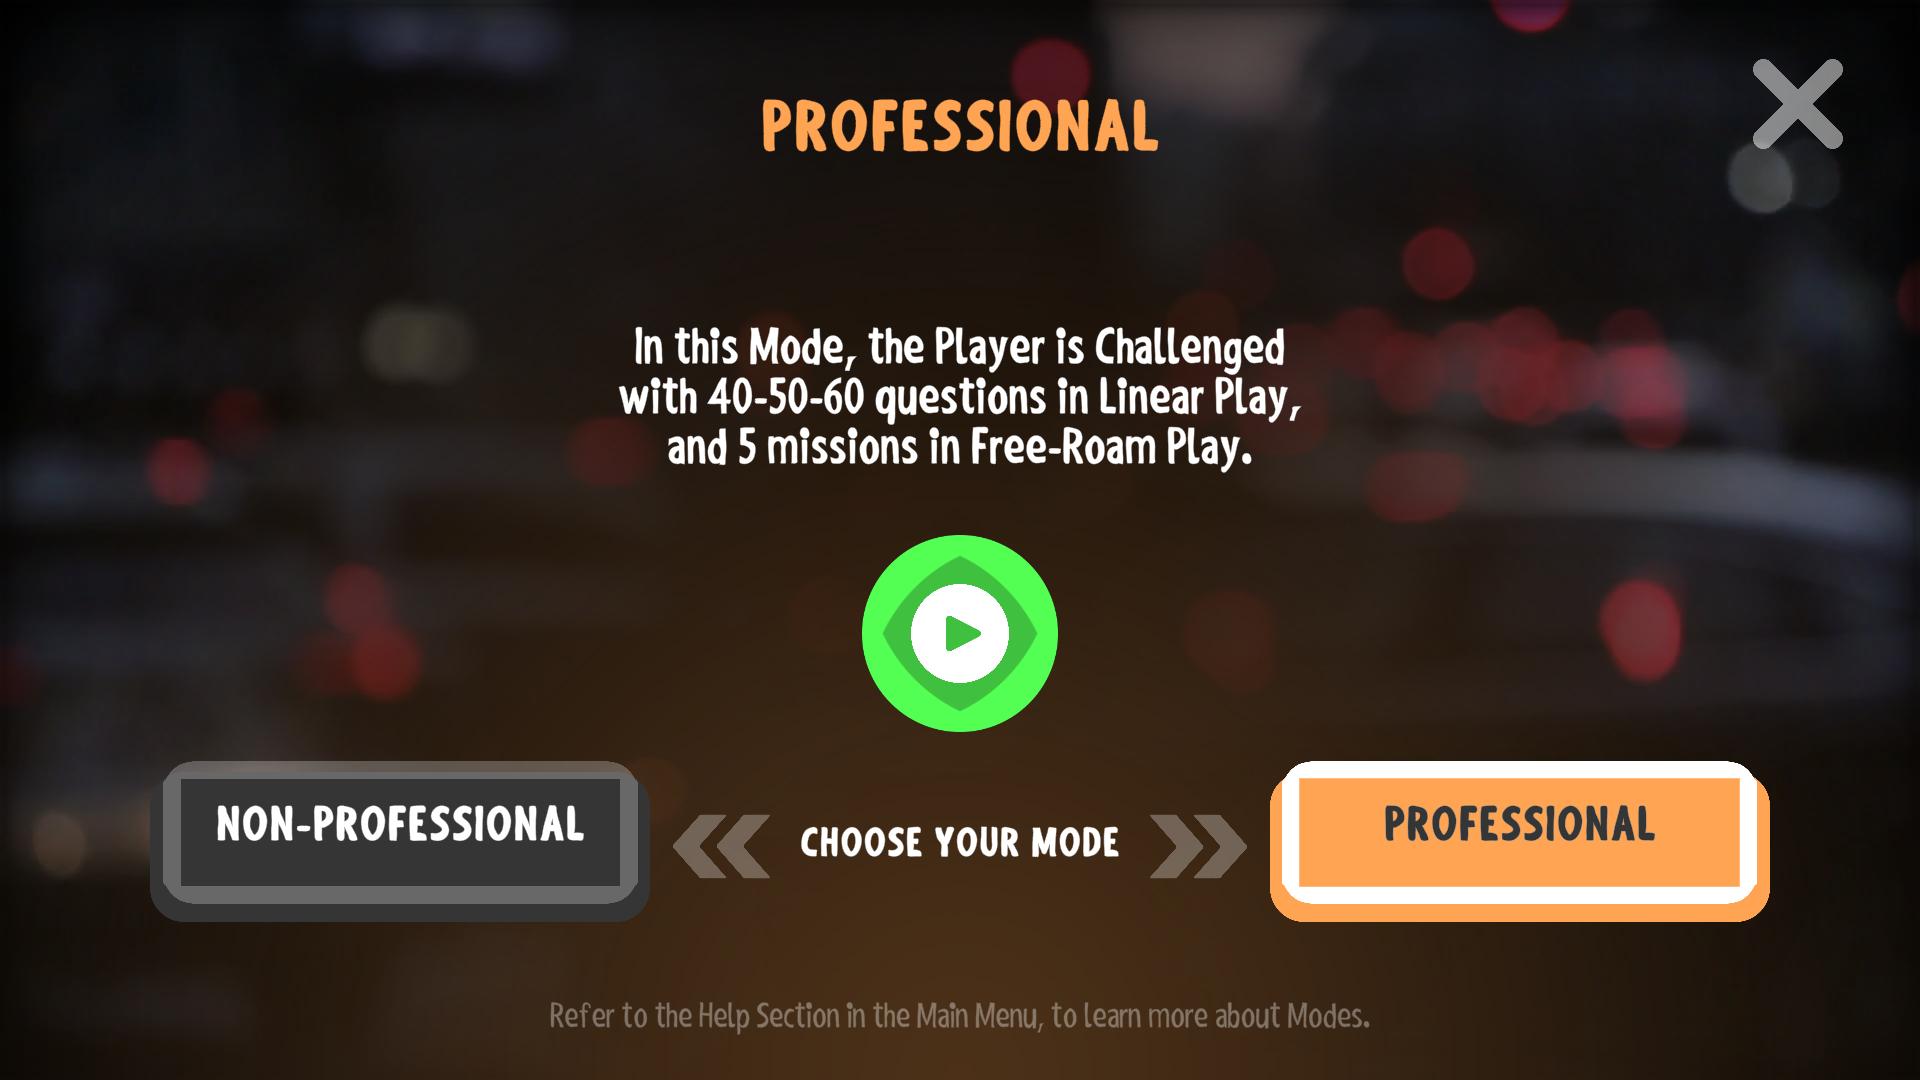 PROFESSIONAL
In this Mode, the Player is Challenged
with 40-50-60 questions in Linear Play,
and 5 missions in Free-Roam Play.
NON-PROFESSIONAL
CHOOSE YOUR MODE
PROFESSIONAL
Refer to the Help Section in the Main Menu, to learn more about Modes.